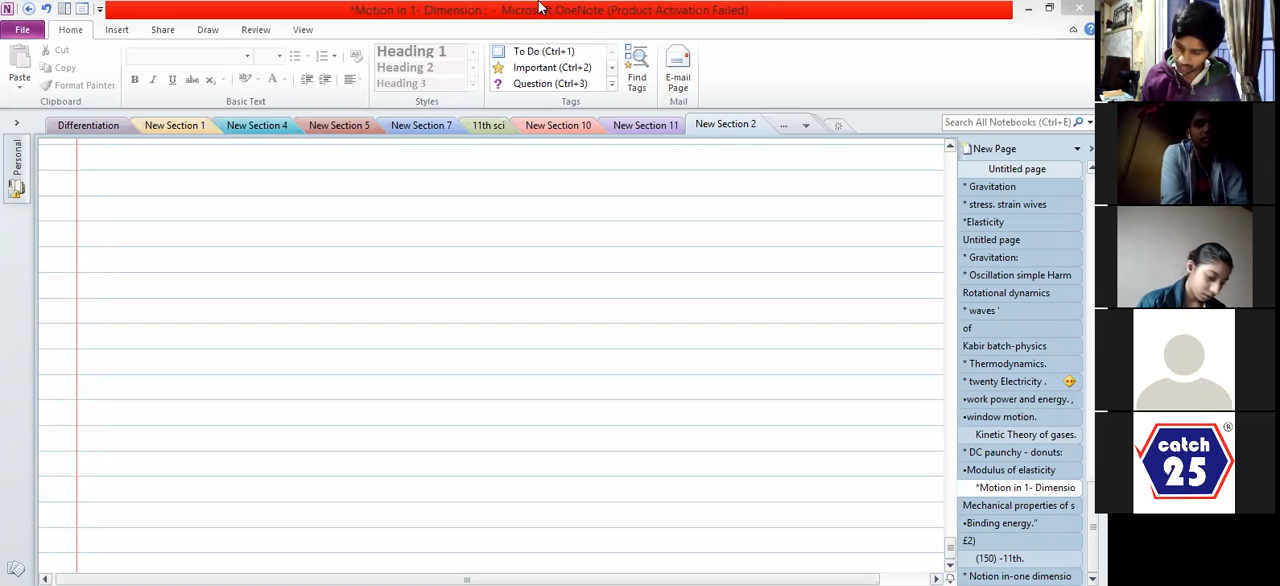 *Motion in 1- Dimension : - Microsoft OneNote (Product Activation Failed)
File Home Insert Share Draw Review View
Paste
Cut
Copy
Format Painter
Clipboard
B I U abc x₂ A
Basic Text
Heading 1
Heading 2
Heading 3
Styles
To Do (Ctrl+1)
Important (Ctrl+2)
? Question (Ctrl+3)
Tags
Find Tags
E-mail Page
Mail
Differentiation New Section 1 New Section 4 New Section 5 New Section 7 11th sci New Section 10 New Section 11 New Section 2 ...
Search All Notebooks (Ctrl+E)
Personal
New Page
Untitled page
* Gravitation
* stress. strain wives
*Elasticity
Untitled page
* Gravitation:
* Oscillation simple Harm
Rotational dynamics
* waves '
of
Kabir batch-physics
* Thermodynamics.
* twenty Electricity .
•work power and energy. ,
•window motion.
Kinetic Theory of gases.
* DC paunchy - donuts:
•Modulus of elasticity
*Motion in 1- Dimensio
Mechanical properties of s
•Binding energy."
£2)
(150) -11th.
* Notion in-one dimensio
catch
25
®